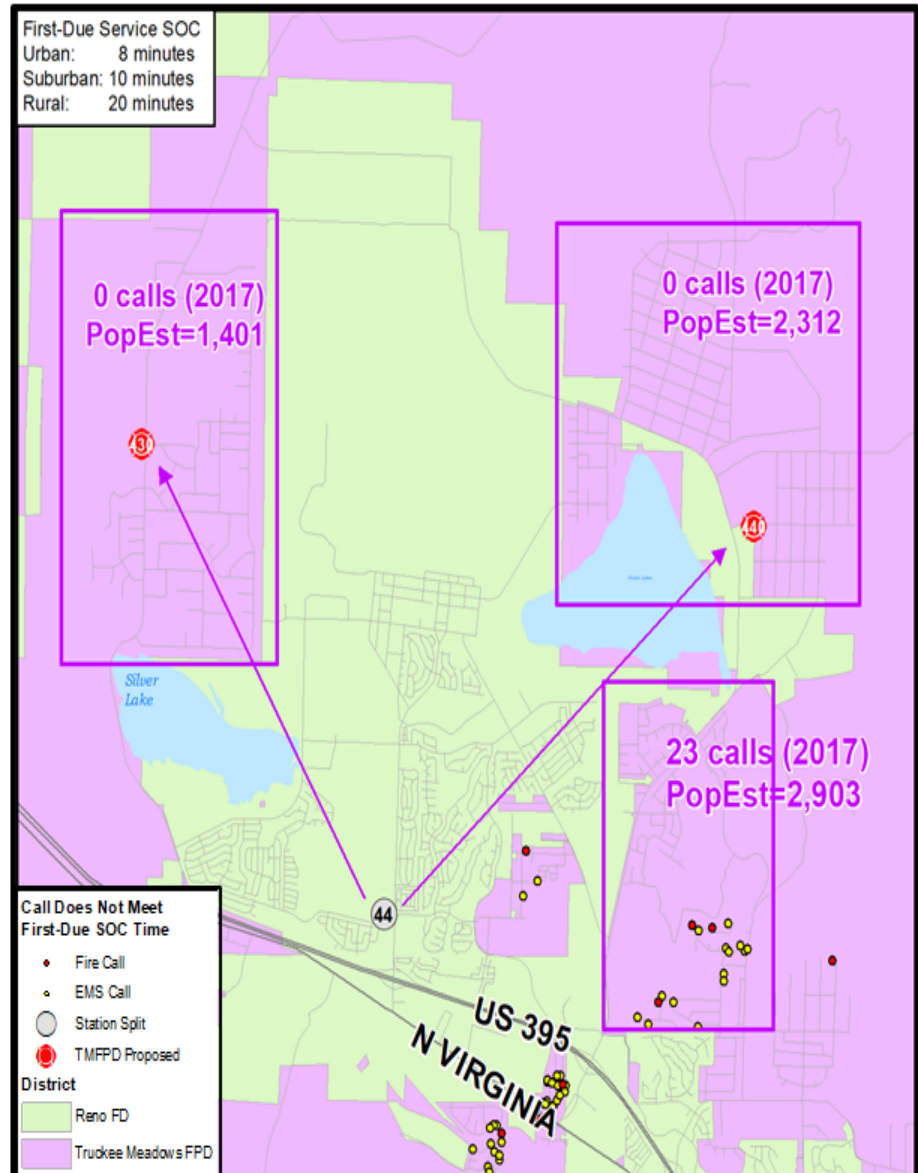 First-Due Service SOC
Urban: 8 minutes
Suburban: 10 minutes
Rural: 20 minutes
0 calls (2017)
PopEst=1,401
0 calls (2017)
PopEst=2,312
430
440
Silver
Lake
23 calls (2017)
PopEst=2,903
44
US 395
N VIRGINIA
Call Does Not Meet
First-Due SOC Time
Fire Call
EMS Call
Station Split
TMFPD Proposed
District
Reno FD
Truckee Meadows FPD